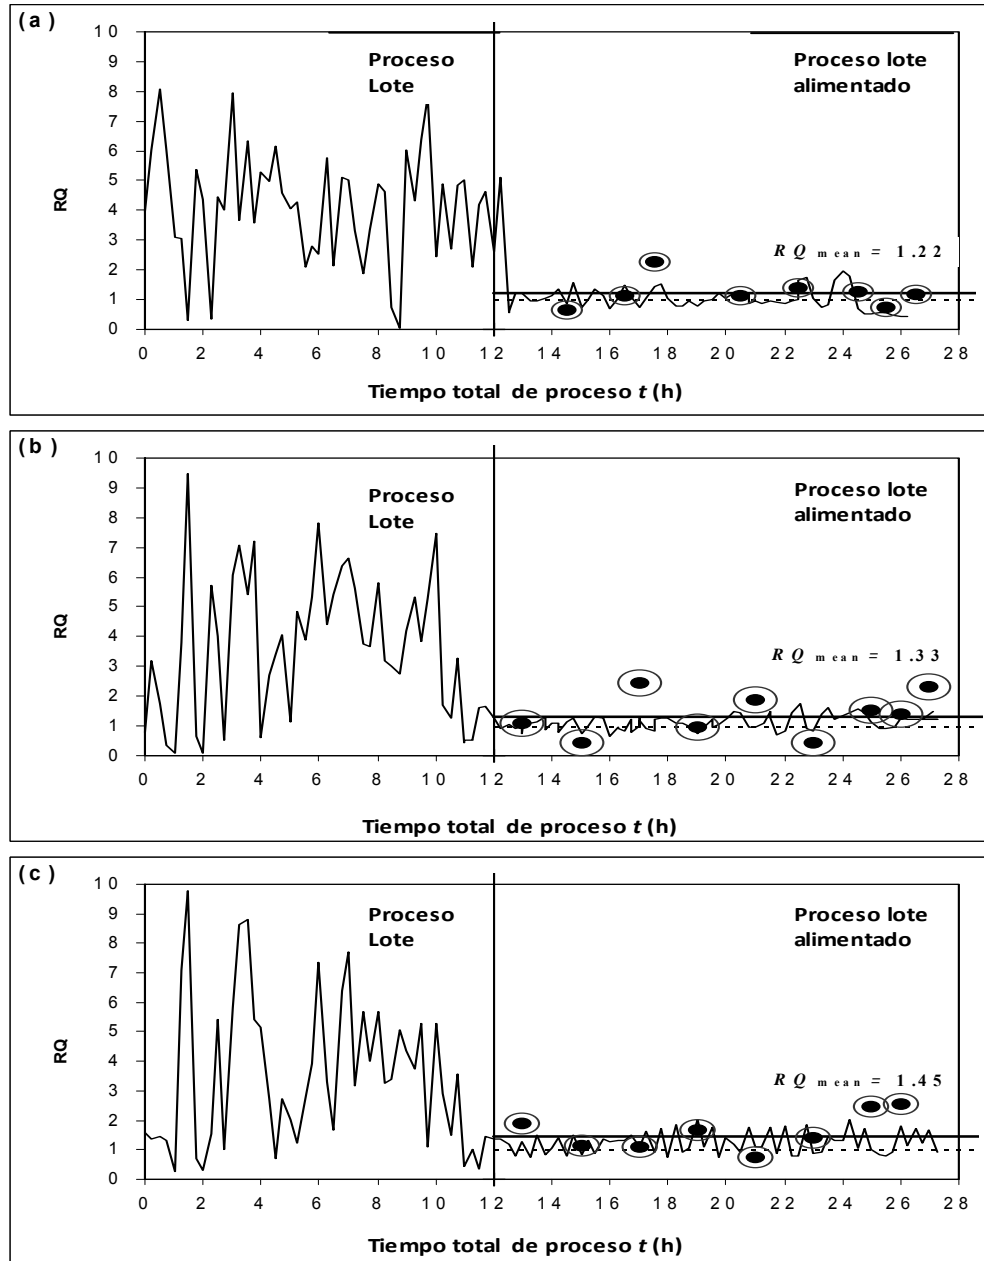 (a)
10
9
8
7
6
5
4
3
2
1
0
RQ
Proceso
Lote
Proceso lote
alimentado
RQ mean = 1.22
0 2 4 6 8 10 12 14 16 18 20 22 24 26 28
Tiempo total de proceso t (h)
(b)
10
9
8
7
6
5
4
3
2
1
0
RQ
Proceso
Lote
Proceso lote
alimentado
RQ mean = 1.33
0 2 4 6 8 10 12 14 16 18 20 22 24 26 28
Tiempo total de proceso t (h)
(c)
10
9
8
7
6
5
4
3
2
1
0
RQ
Proceso
Lote
Proceso lote
alimentado
RQ mean = 1.45
0 2 4 6 8 10 12 14 16 18 20 22 24 26 28
Tiempo total de proceso t (h)